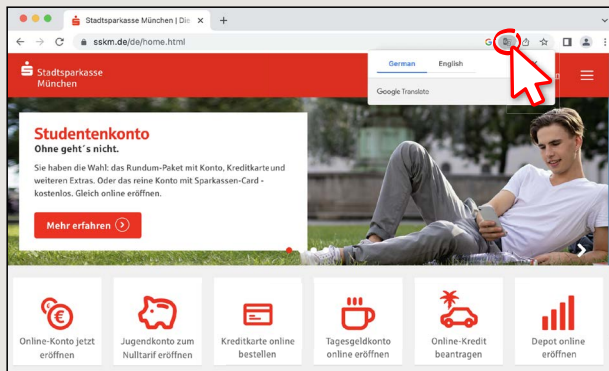 Stadtsparkasse München | Die
sskm.de/de/home.html
German English
Google Translate
Stadtsparkasse
München
Studentenkonto
Ohne geht´s nicht.
Sie haben die Wahl: das Rundum-Paket mit Konto, Kreditkarte und
weiteren Extras. Oder das reine Konto mit Sparkassen-Card -
kostenlos. Gleich online eröffnen.
Mehr erfahren
Online-Konto jetzt
eröffnen
Jugendkonto zum
Nulltarif eröffnen
Kreditkarte online
bestellen
Tagesgeldkonto
online eröffnen
Online-Kredit
beantragen
Depot online
eröffnen